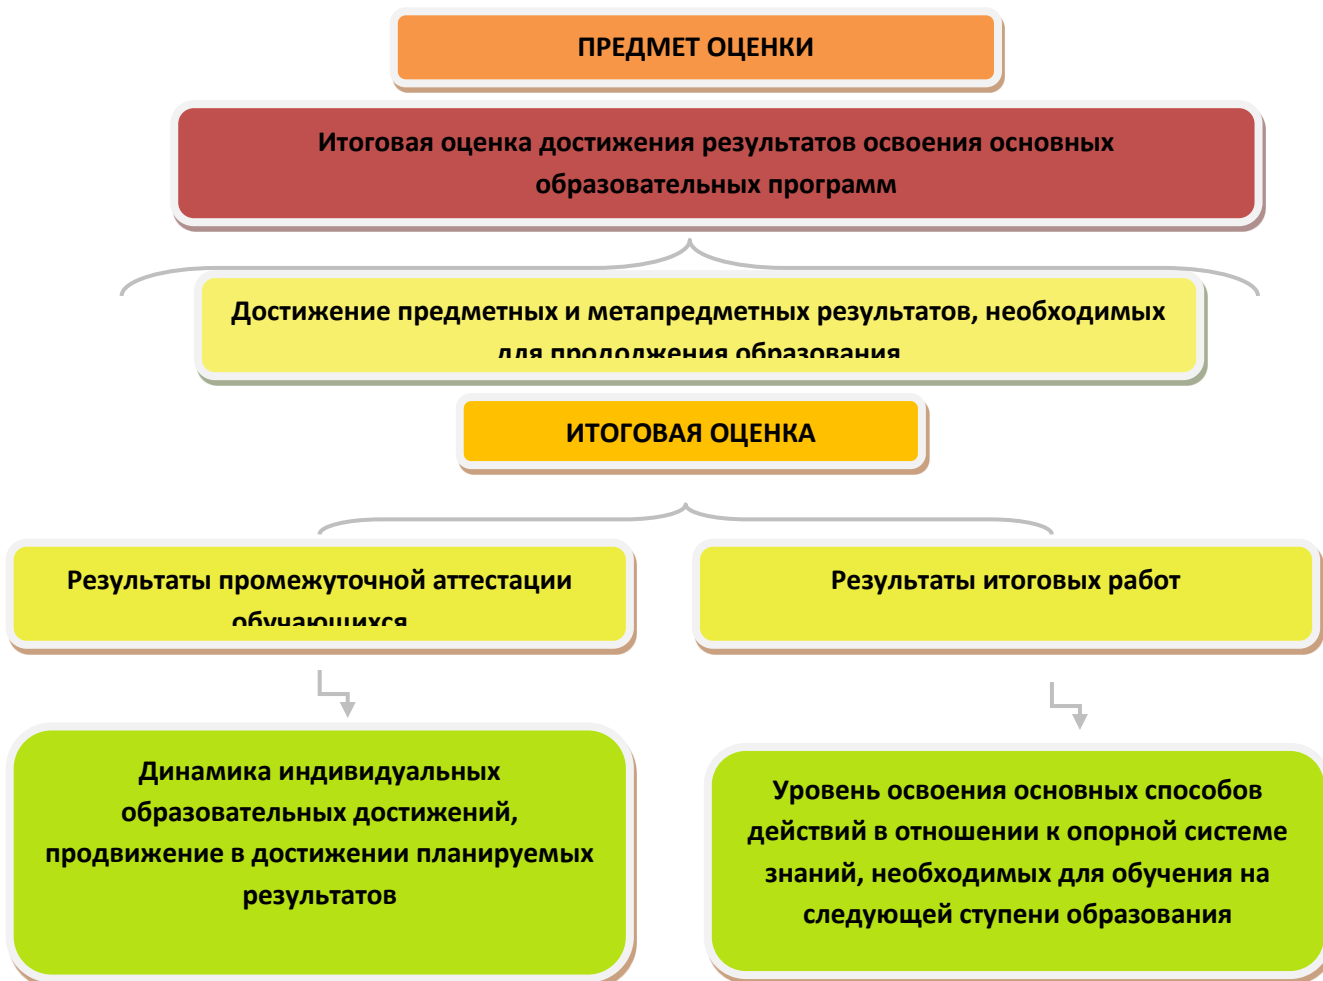 ПРЕДМЕТ ОЦЕНКИ
Итоговая оценка достижения результатов освоения основных
образовательных программ
Достижение предметных и метапредметных результатов, необходимых
для продолжения образования
ИТОГОВАЯ ОЦЕНКА
Результаты промежуточной аттестации
обучающихся
Результаты итоговых работ
Динамика индивидуальных
образовательных достижений,
продвижение в достижении планируемых
результатов
Уровень освоения основных способов
действий в отношении к опорной системе
знаний, необходимых для обучения на
следующей ступени образования